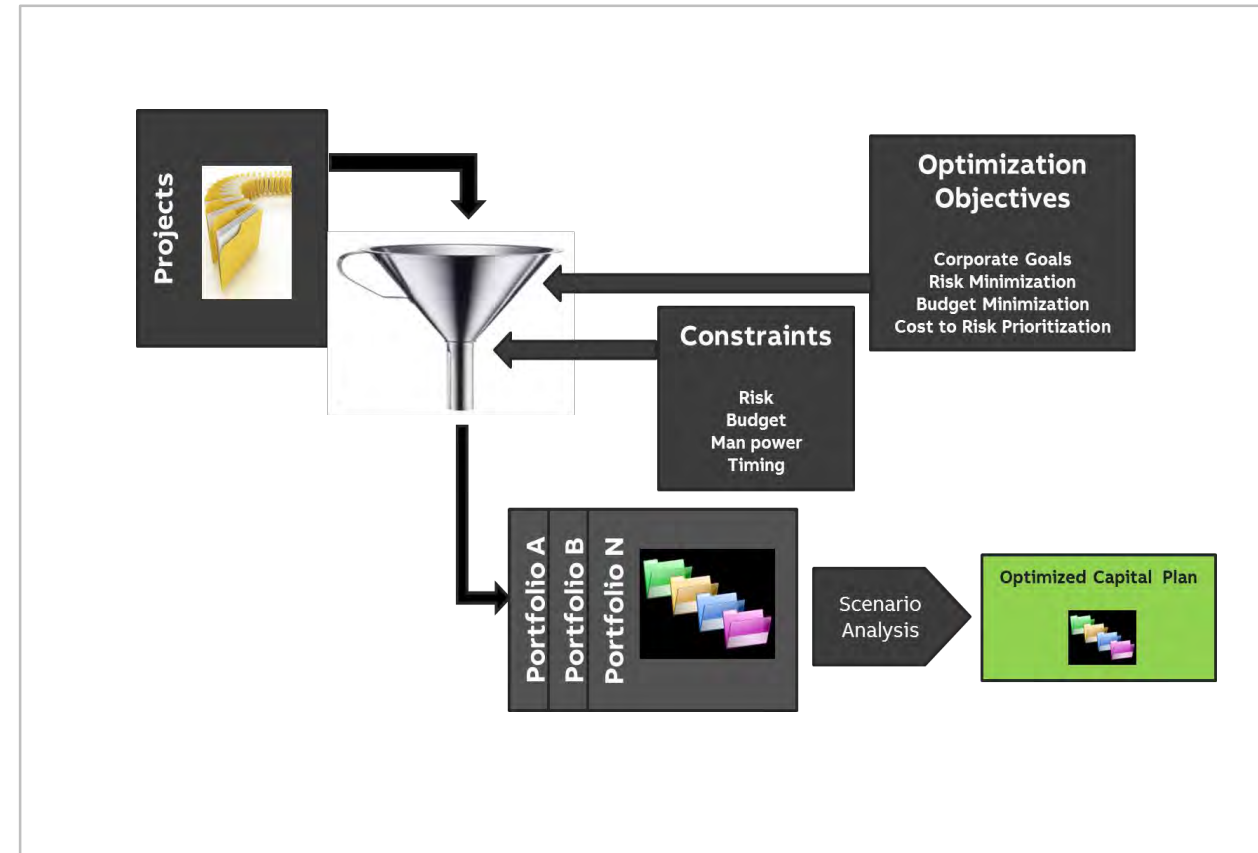 Projects
Optimization
Objectives
Corporate Goals
Risk Minimization
Budget Minimization
Cost to Risk Prioritization
Constraints
Risk
Budget
Man power
Timing
Portfolio A
Portfolio B
Portfolio N
Scenario
Analysis
Optimized Capital Plan